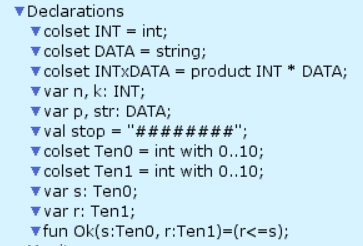 Declarations
colset INT = int;
colset DATA = string;
colset INTxDATA = product INT * DATA;
var n, k: INT;
var p, str: DATA;
val stop = "########";
colset Ten0 = int with 0..10;
colset Ten1 = int with 0..10;
var s: Ten0;
var r: Ten1;
fun Ok(s:Ten0, r:Ten1)=(r<=s);